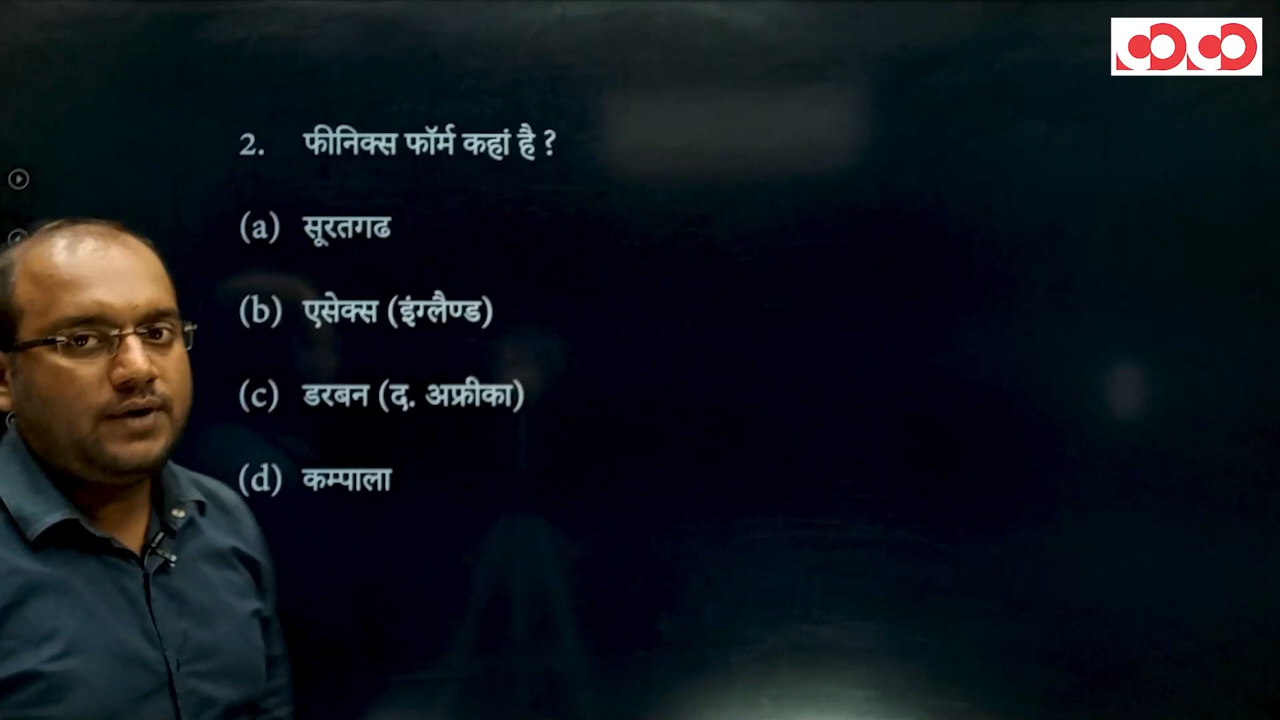 2. फीनिक्स फॉर्म कहां है ?
(a) सूरतगढ
(b) एसेक्स (इंग्लैण्ड)
(c) डरबन (द. अफ्रीका)
(d) कम्पाला